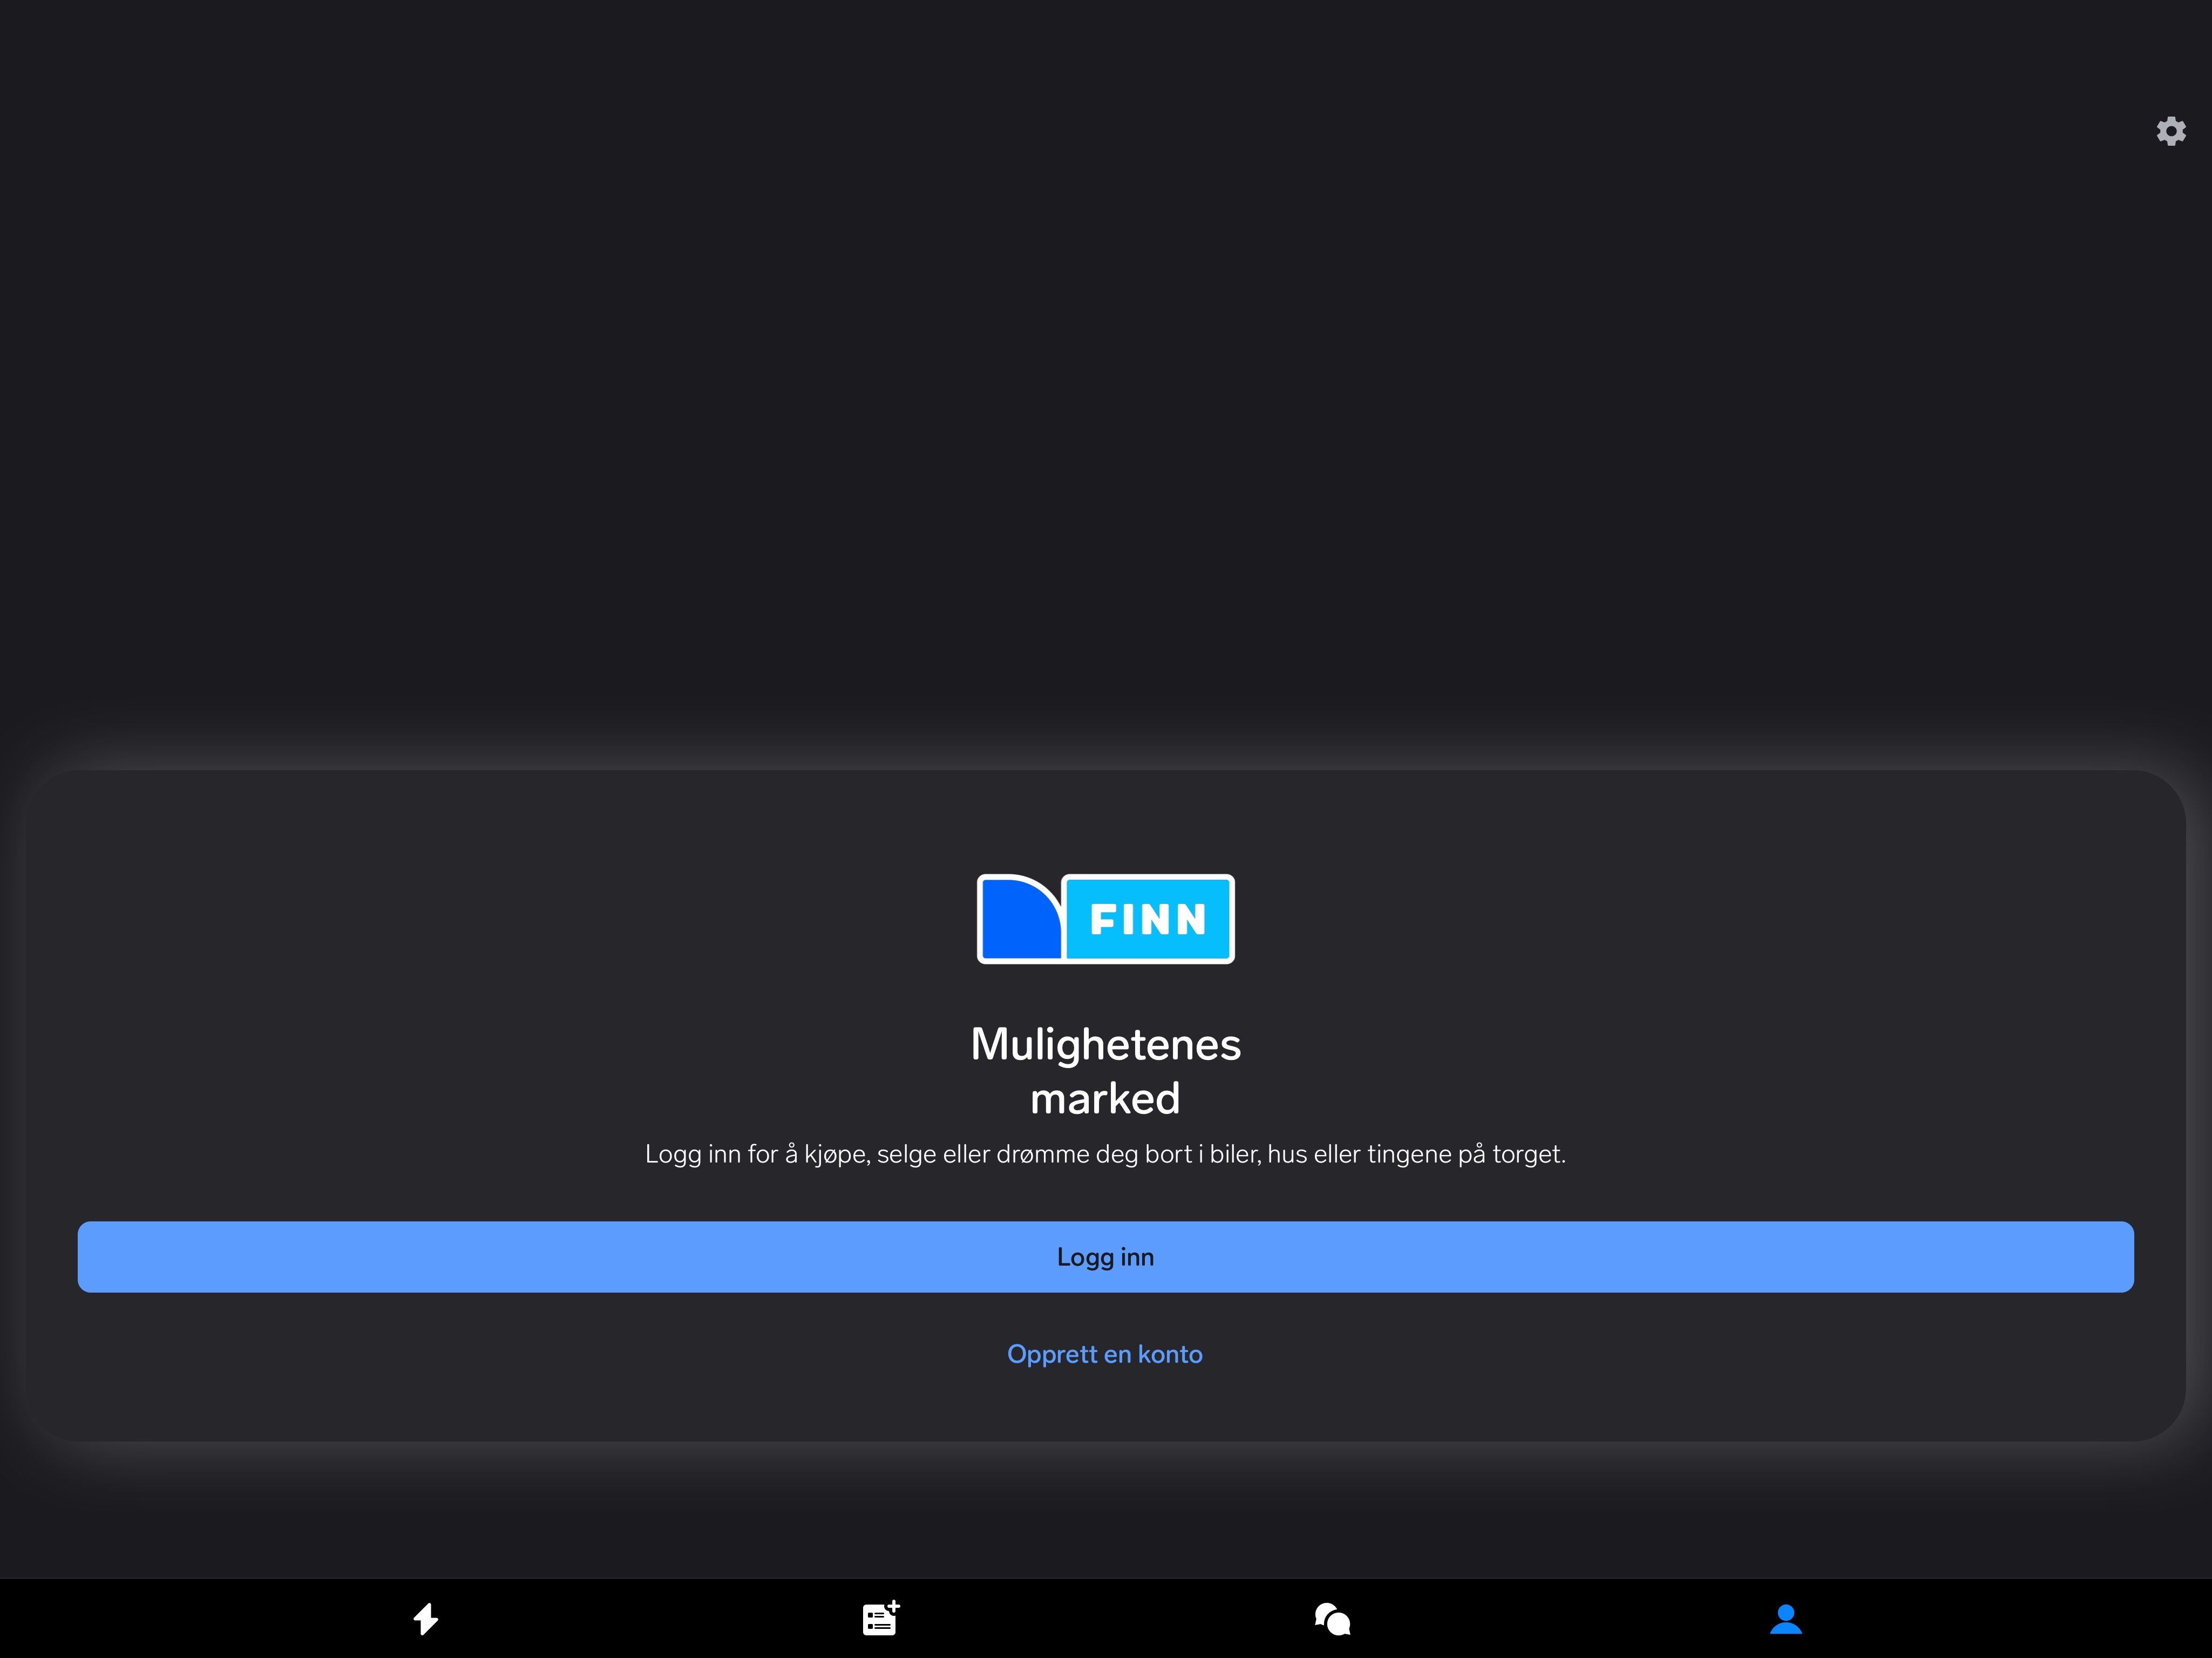 FINN
Mulighetenes
marked
Logg inn for å kjøpe, selge eller drømme deg bort i biler, hus eller tingene på torget.
Logg inn
Opprett en konto